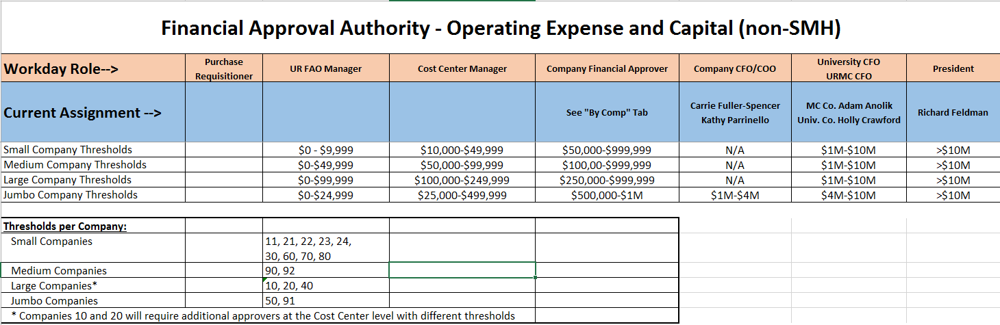 Financial Approval Authority - Operating Expense and Capital (non-SMH)
Workday Role--> Purchase Requisitioner UR FAO Manager Cost Center Manager Company Financial Approver Company CFO/COO University CFO URMC CFO President
Current Assignment --> See "By Comp" Tab Carrie Fuller-Spencer Kathy Parrinello MC Co. Adam Anolik Univ. Co. Holly Crawford Richard Feldman
Small Company Thresholds $0 - $9,999 $10,000-$49,999 $50,000-$999,999 N/A $1M-$10M >$10M
Medium Company Thresholds $0-$49,999 $50,000-$99,999 $100,00-$999,999 N/A $1M-$10M >$10M
Large Company Thresholds $0-$99,999 $100,000-$249,999 $250,000-$999,999 N/A $1M-$10M >$10M
Jumbo Company Thresholds $0-$24,999 $25,000-$499,999 $500,000-$1M $1M-$4M $4M-$10M >$10M
Thresholds per Company:
Small Companies 11, 21, 22, 23, 24,
30, 60, 70, 80
Medium Companies 90, 92
Large Companies* 10, 20, 40
Jumbo Companies 50, 91
* Companies 10 and 20 will require additional approvers at the Cost Center level with different thresholds